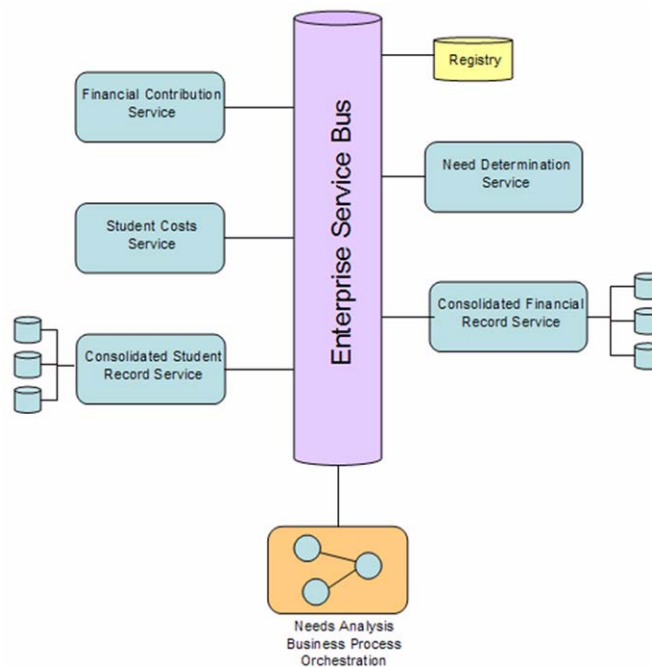 Registry
Financial Contribution
Service
Enterprise Service Bus
Need Determination
Service
Student Costs
Service
Consolidated Financial
Record Service
Consolidated Student
Record Service
Needs Analysis
Business Process
Orchestration